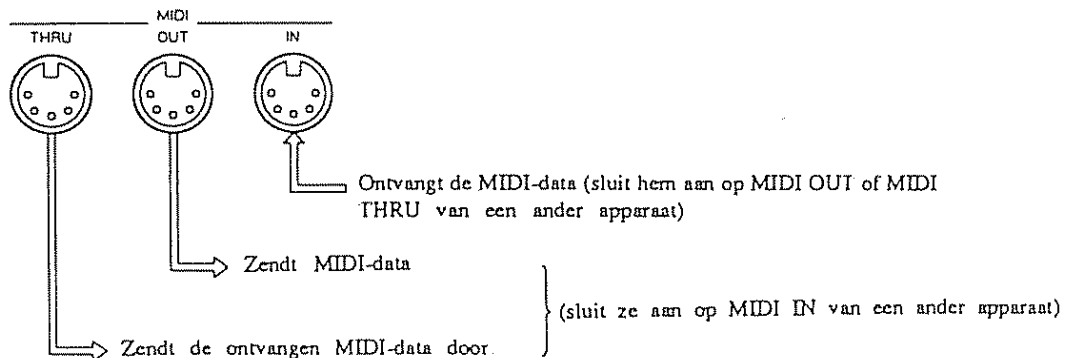 MIDI
THRU OUT IN
Ontvangt de MIDI-data (sluit hem aan op MIDI OUT of MIDI
THRU van een ander apparaat)
Zendt MIDI-data
(sluit ze aan op MIDI IN van een ander apparaat)
Zendt de ontvangen MIDI-data door.